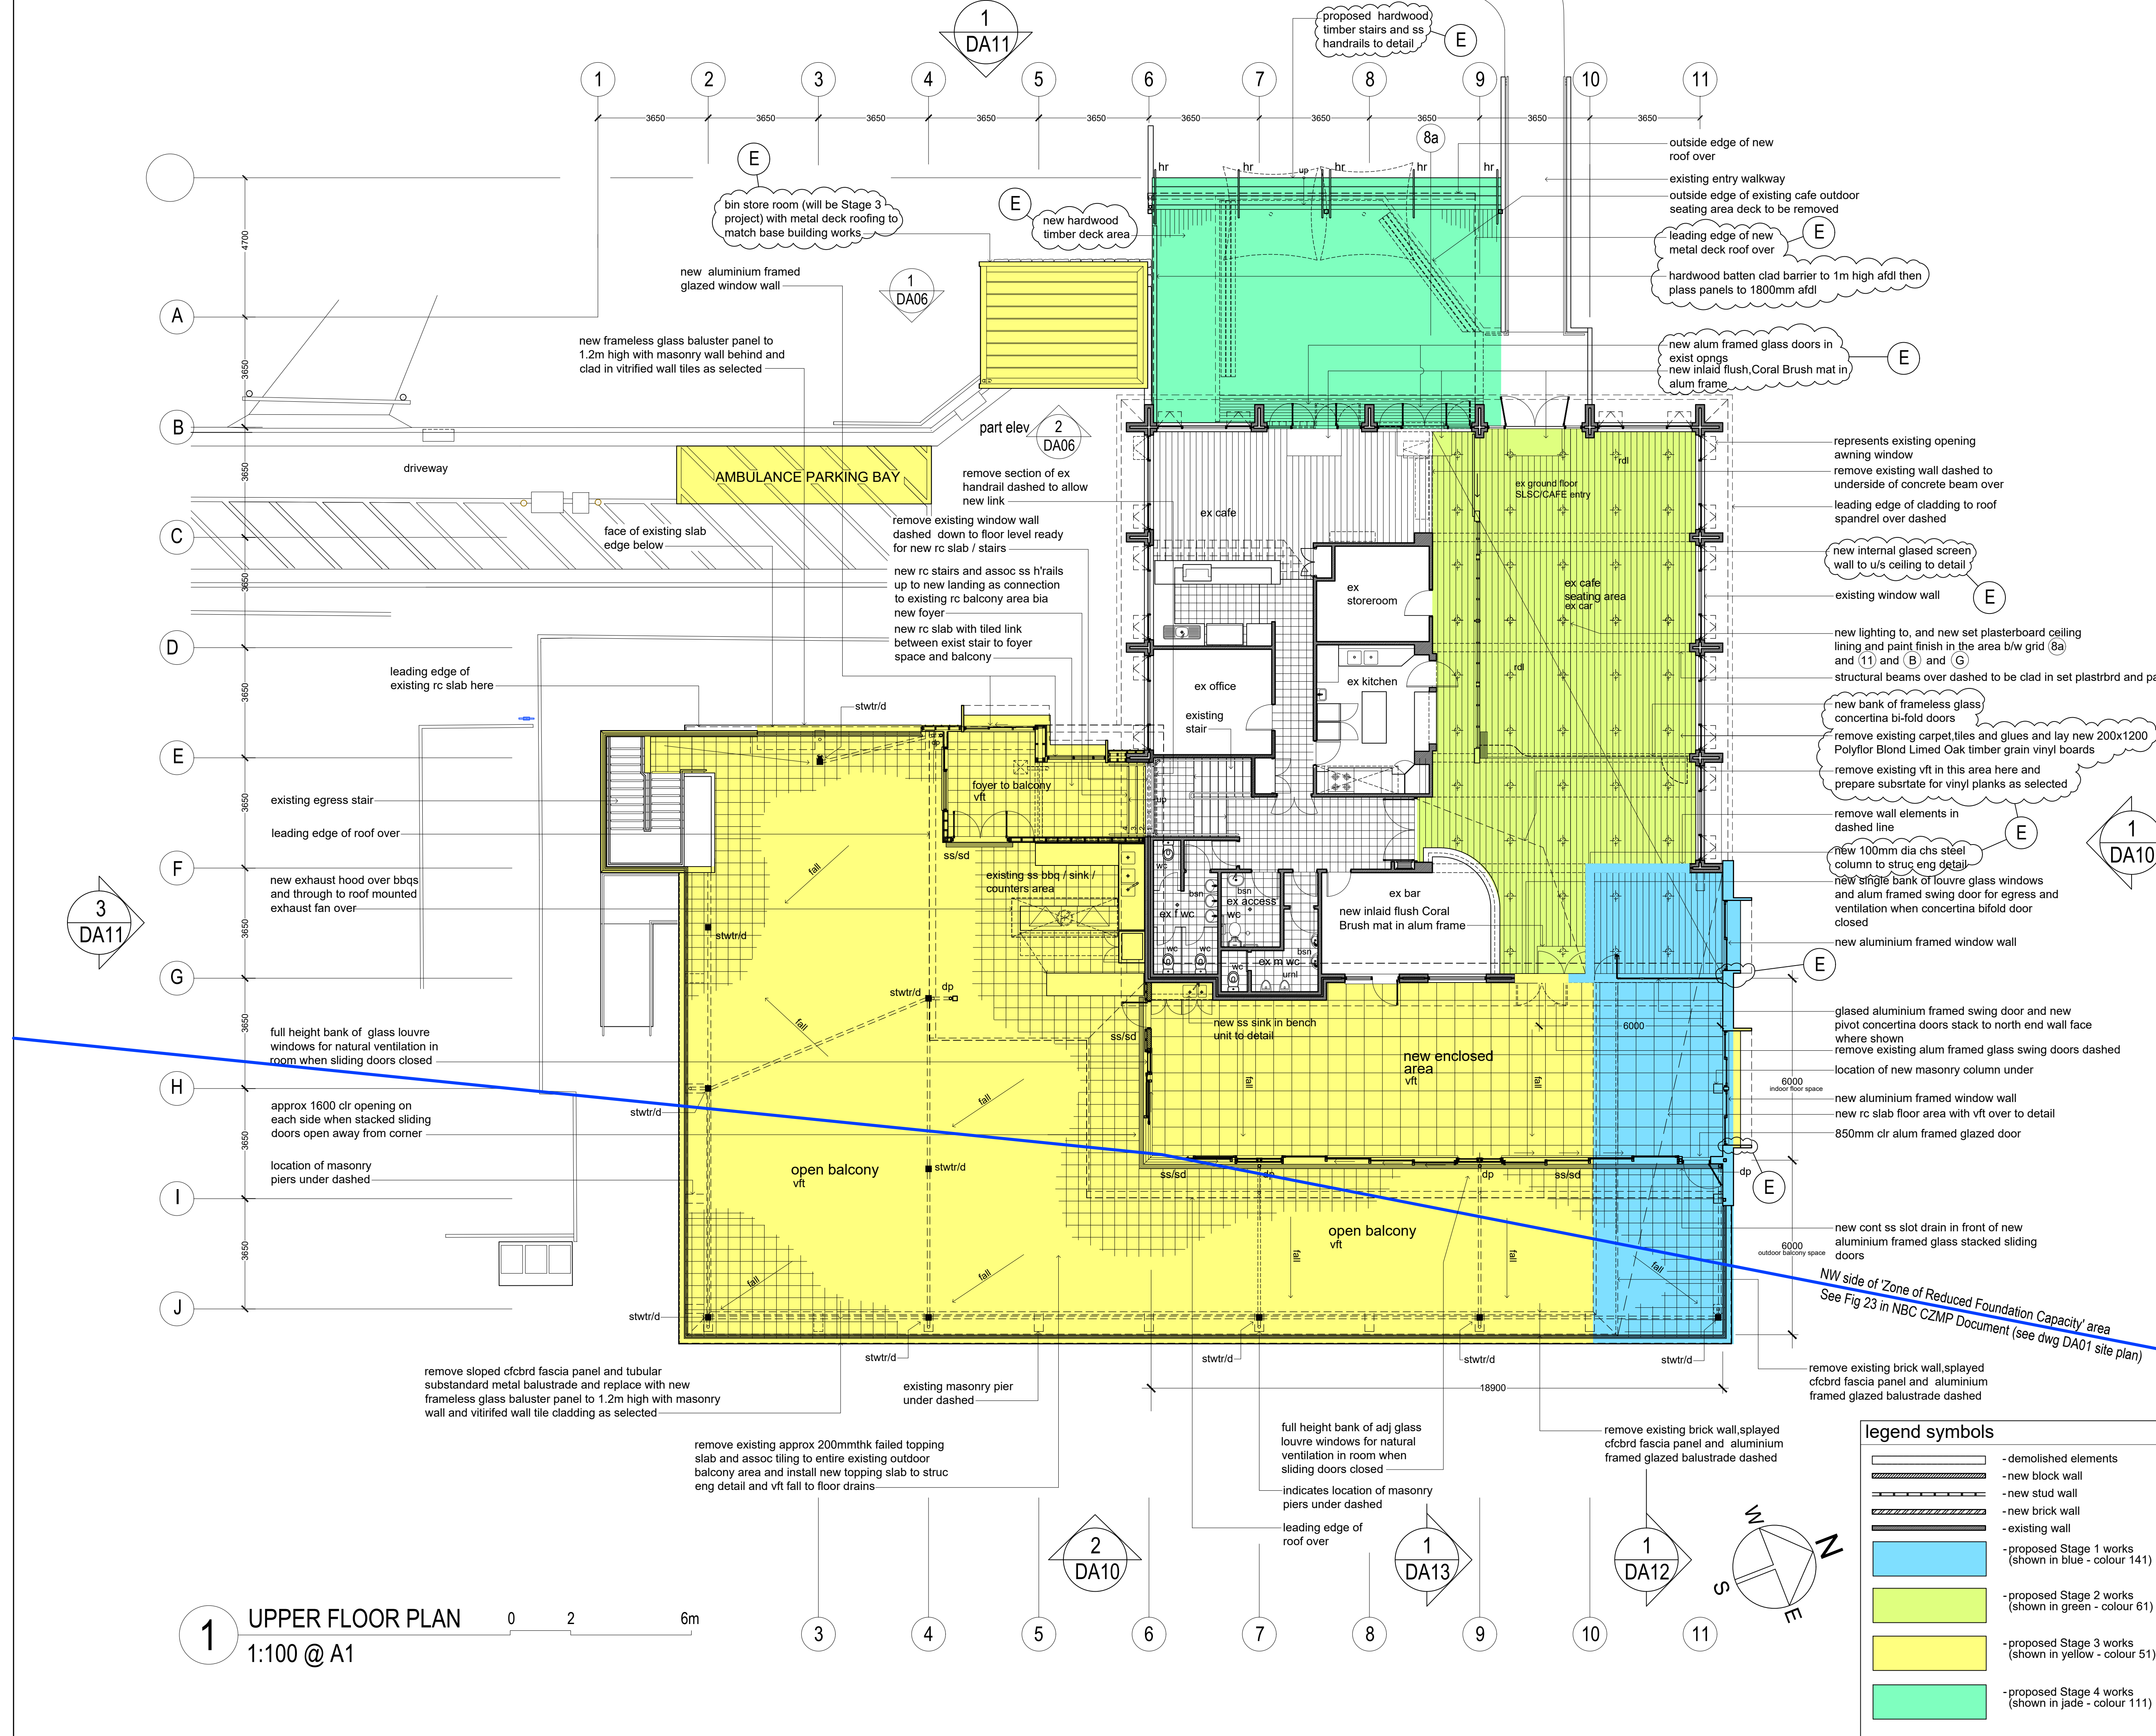 1
DA11
proposed hardwood
timber stairs and ss
handrails to detail
E
1
2
3
4
5
6
7
8
9
10
11
3650
3650
3650
3650
3650
3650
3650
3650
3650
3650
8a
E
bin store room (will be Stage 3
project) with metal deck roofing to
match base building works
E
new hardwood
timber deck area
hr
hr
hr
hr
hr
up
outside edge of new
roof over
existing entry walkway
outside edge of existing cafe outdoor
seating area deck to be removed
leading edge of new
metal deck roof over
E
hardwood batten clad barrier to 1m high afdl then
plass panels to 1800mm afdl
4700
new aluminium framed
glazed window wall
1
DA06
A
new frameless glass baluster panel to
1.2m high with masonry wall behind and
clad in vitrified wall tiles as selected
new alum framed glass doors in
exist opngs
new inlaid flush,Coral Brush mat in
alum frame
E
3650
B
part elev
2
DA06
driveway
AMBULANCE PARKING BAY
remove section of ex
handrail dashed to allow
new link
represents existing opening
awning window
remove existing wall dashed to
underside of concrete beam over
leading edge of cladding to roof
spandrel over dashed
3650
rdl
ex ground floor
SLSC/CAFE entry
ex cafe
C
face of existing slab
edge below
remove existing window wall
dashed down to floor level ready
for new rc slab / stairs
new internal glased screen
wall to u/s ceiling to detail
E
existing window wall
new rc stairs and assoc ss h'rails
up to new landing as connection
to existing rc balcony area bia
new foyer
ex
storeroom
ex cafe
seating area
ex car
3650
D
new rc slab with tiled link
between exist stair to foyer
space and balcony
new lighting to, and new set plasterboard ceiling
lining and paint finish in the area b/w grid 8a
and 11 and B and G
structural beams over dashed to be clad in set plastrbrd and pa
leading edge of
existing rc slab here
ex office
ex kitchen
rdl
existing
stair
stwtr/d
new bank of frameless glass
concertina bi-fold doors
remove existing carpet,tiles and glues and lay new 200x1200
Polyflor Blond Limed Oak timber grain vinyl boards
remove existing vft in this area here and
prepare subsrtate for vinyl planks as selected
E
3650
E
dp
existing egress stair
foyer to balcony
vft
up
4
3
2
leading edge of roof over
remove wall elements in
dashed line
1
DA10
3650
F
ss/sd
fall
new 100mm dia chs steel
column to struc eng detail
new single bank of louvre glass windows
and alum framed swing door for egress and
ventilation when concertina bifold door
closed
new exhaust hood over bbqs
and through to roof mounted
exhaust fan over
existing ss bbq / sink /
counters area
wc
bsn
ex f wc
wc
wc
bsn
ex access
wc
ex bar
new inlaid flush Coral
Brush mat in alum frame
3
DA11
stwtr/d
new aluminium framed window wall
E
bsn
ex m wc
wc
urnl
3650
G
stwtr/d
dp
fall
full height bank of glass louvre
windows for natural ventilation in
room when sliding doors closed
ss/sd
new ss sink in bench
unit to detail
6000
glased aluminium framed swing door and new
pivot concertina doors stack to north end wall face
where shown
remove existing alum framed glass swing doors dashed
new enclosed
area
vft
fall
fall
location of new masonry column under
6000
indoor floor space
3650
H
stwtr/d
fall
approx 1600 clr opening on
each side when stacked sliding
doors open away from corner
new aluminium framed window wall
new rc slab floor area with vft over to detail
850mm clr alum framed glazed door
location of masonry
piers under dashed
open balcony
vft
stwtr/d
ss/sd
dp
dp
ss/sd
dp
E
3650
I
open balcony
vft
fall
fall
fall
new cont ss slot drain in front of new
aluminium framed glass stacked sliding
doors
6000
outdoor balcony space
3650
fall
fall
NW side of 'Zone of Reduced Foundation Capacity' area
See Fig 23 in NBC CZMP Document (see dwg DA01 site plan)
J
stwtr/d
stwtr/d
stwtr/d
stwtr/d
stwtr/d
remove sloped cfcbrd fascia panel and tubular
substandard metal balustrade and replace with new
frameless glass baluster panel to 1.2m high with masonry
wall and vitirifed wall tile cladding as selected
existing masonry pier
under dashed
18900
remove existing brick wall,splayed
cfcbrd fascia panel and aluminium
framed glazed balustrade dashed
remove existing approx 200mmthk failed topping
slab and assoc tiling to entire existing outdoor
balcony area and install new topping slab to struc
eng detail and vft fall to floor drains
full height bank of adj glass
louvre windows for natural
ventilation in room when
sliding doors closed
remove existing brick wall,splayed
cfcbrd fascia panel and aluminium
framed glazed balustrade dashed
indicates location of masonry
piers under dashed
leading edge of
roof over
2
DA10
1
DA13
1
DA12
W
N
S
E
legend symbols
- demolished elements
- new block wall
- new stud wall
- new brick wall
- existing wall
- proposed Stage 1 works
(shown in blue - colour 141)
- proposed Stage 2 works
(shown in green - colour 61)
- proposed Stage 3 works
(shown in yellow - colour 51)
- proposed Stage 4 works
(shown in jade - colour 111)
1
UPPER FLOOR PLAN
1:100 @ A1
0 2 6m
3
4
5
6
7
8
9
10
11